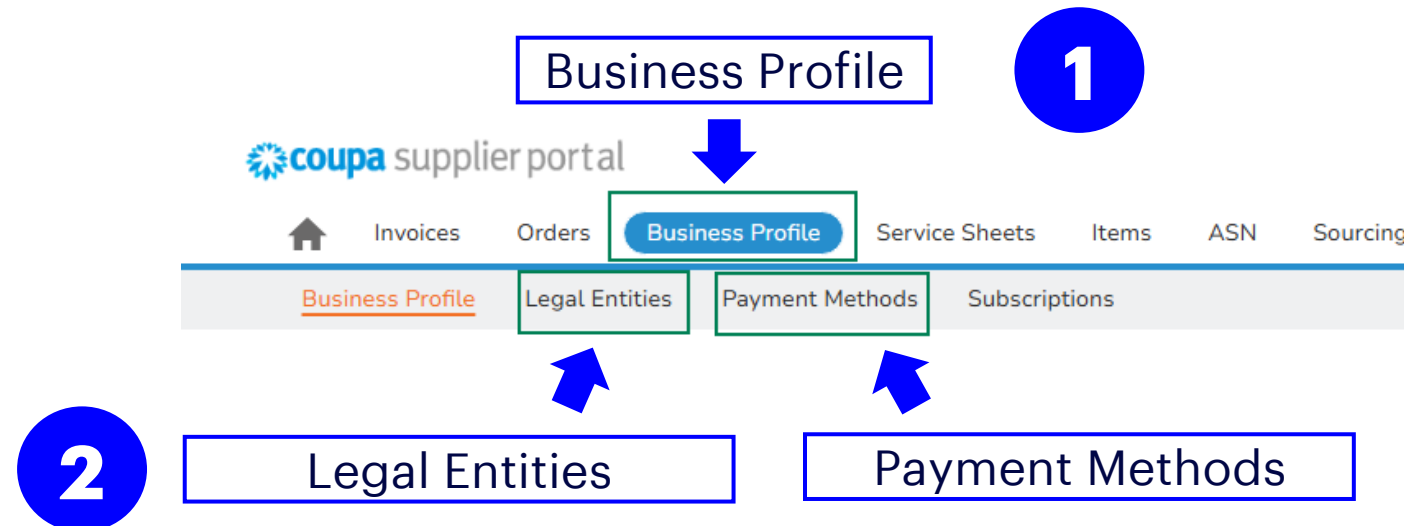 Business Profile
1
coupa supplier portal
Invoices Orders Business Profile Service Sheets Items ASN Sourcing
Business Profile Legal Entities Payment Methods Subscriptions
2
Legal Entities
Payment Methods